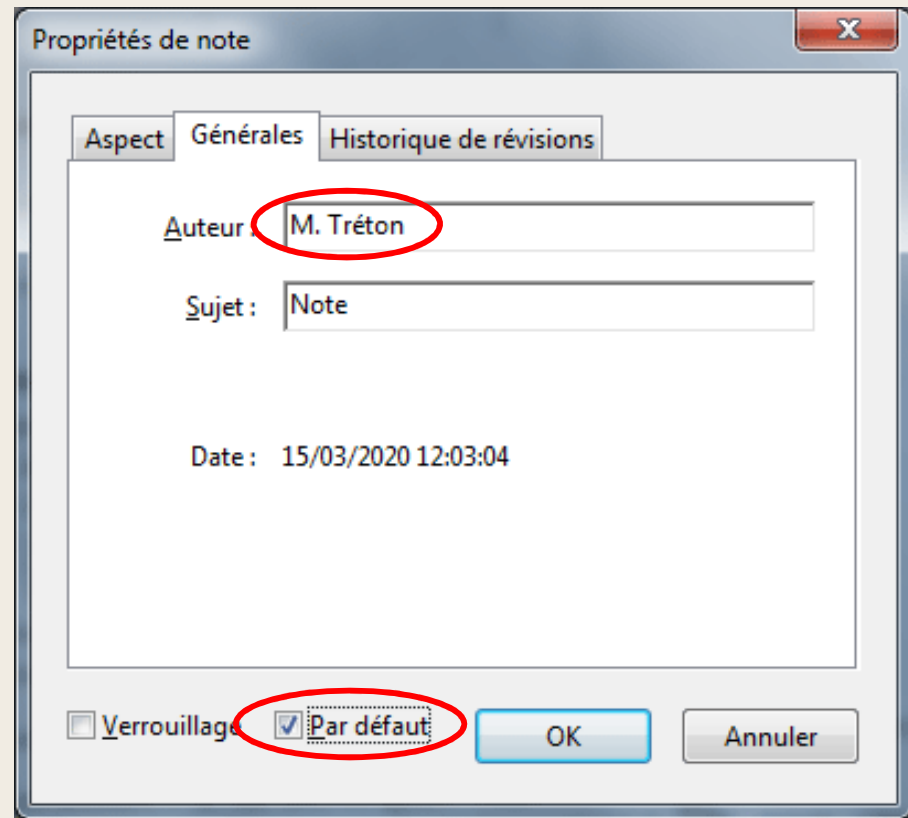 Propriétés de note
Aspect Générales Historique de révisions
Auteur : M. Tréton
Sujet : Note
Date : 15/03/2020 12:03:04
Verrouillage Par défaut OK Annuler